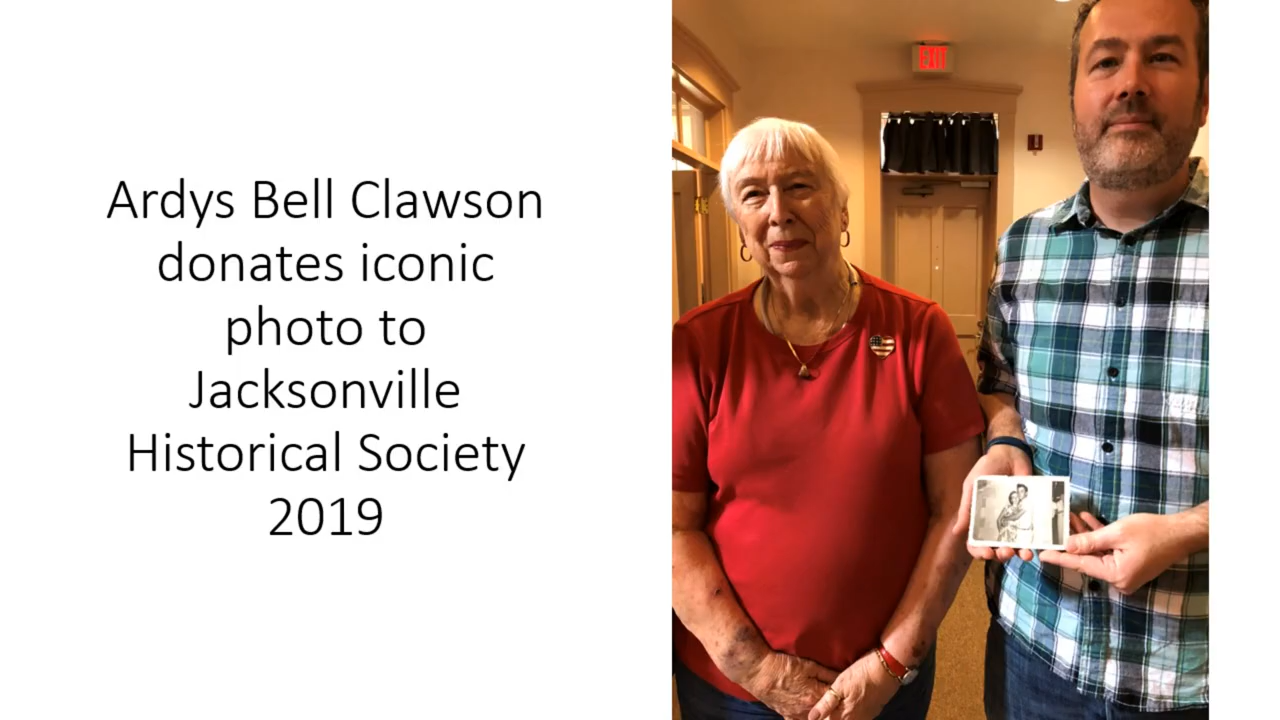 Ardys Bell Clawson
donates iconic
photo to
Jacksonville
Historical Society
2019
EXIT